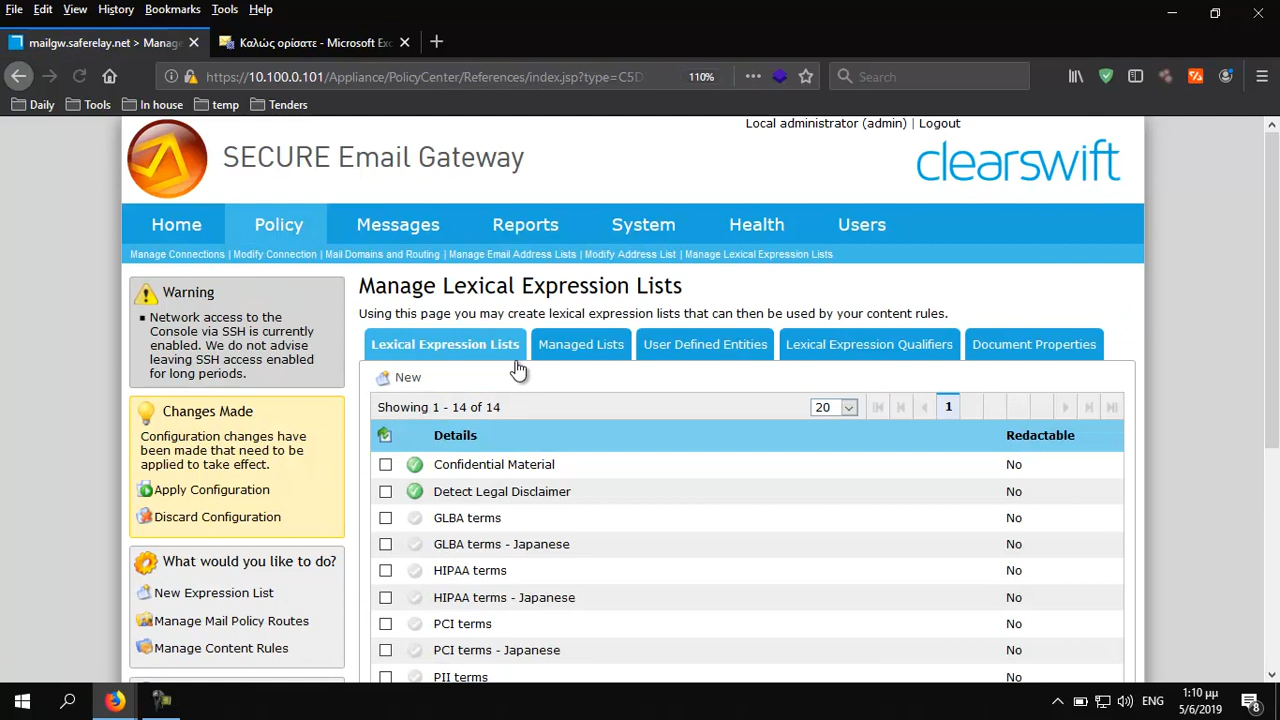 File Edit View History Bookmarks Tools Help
mailgw.saferelay.net > Manage
Καλώς ορίσατε - Microsoft Exc
https://10.100.0.101/Appliance/PolicyCenter/References/index.jsp?type=C5D
110%
Search
Daily Tools In house temp Tenders
Local administrator (admin) | Logout
SECURE Email Gateway
clearswift
Home Policy Messages Reports System Health Users
Manage Connections | Modify Connection | Mail Domains and Routing | Manage Email Address Lists | Modify Address List | Manage Lexical Expression Lists
Warning
Network access to the
Console via SSH is currently
enabled. We do not advise
leaving SSH access enabled
for long periods.
Changes Made
Configuration changes have
been made that need to be
applied to take effect.
Apply Configuration
Discard Configuration
What would you like to do?
New Expression List
Manage Mail Policy Routes
Manage Content Rules
Manage Lexical Expression Lists
Using this page you may create lexical expression lists that can then be used by your content rules.
Lexical Expression Lists Managed Lists User Defined Entities Lexical Expression Qualifiers Document Properties
New
Showing 1 - 14 of 14 20 1
Details Redactable
Confidential Material No
Detect Legal Disclaimer No
GLBA terms No
GLBA terms - Japanese No
HIPAA terms No
HIPAA terms - Japanese No
PCI terms No
PCI terms - Japanese No
PII terms No
ENG
1:10 μμ
5/6/2019
8